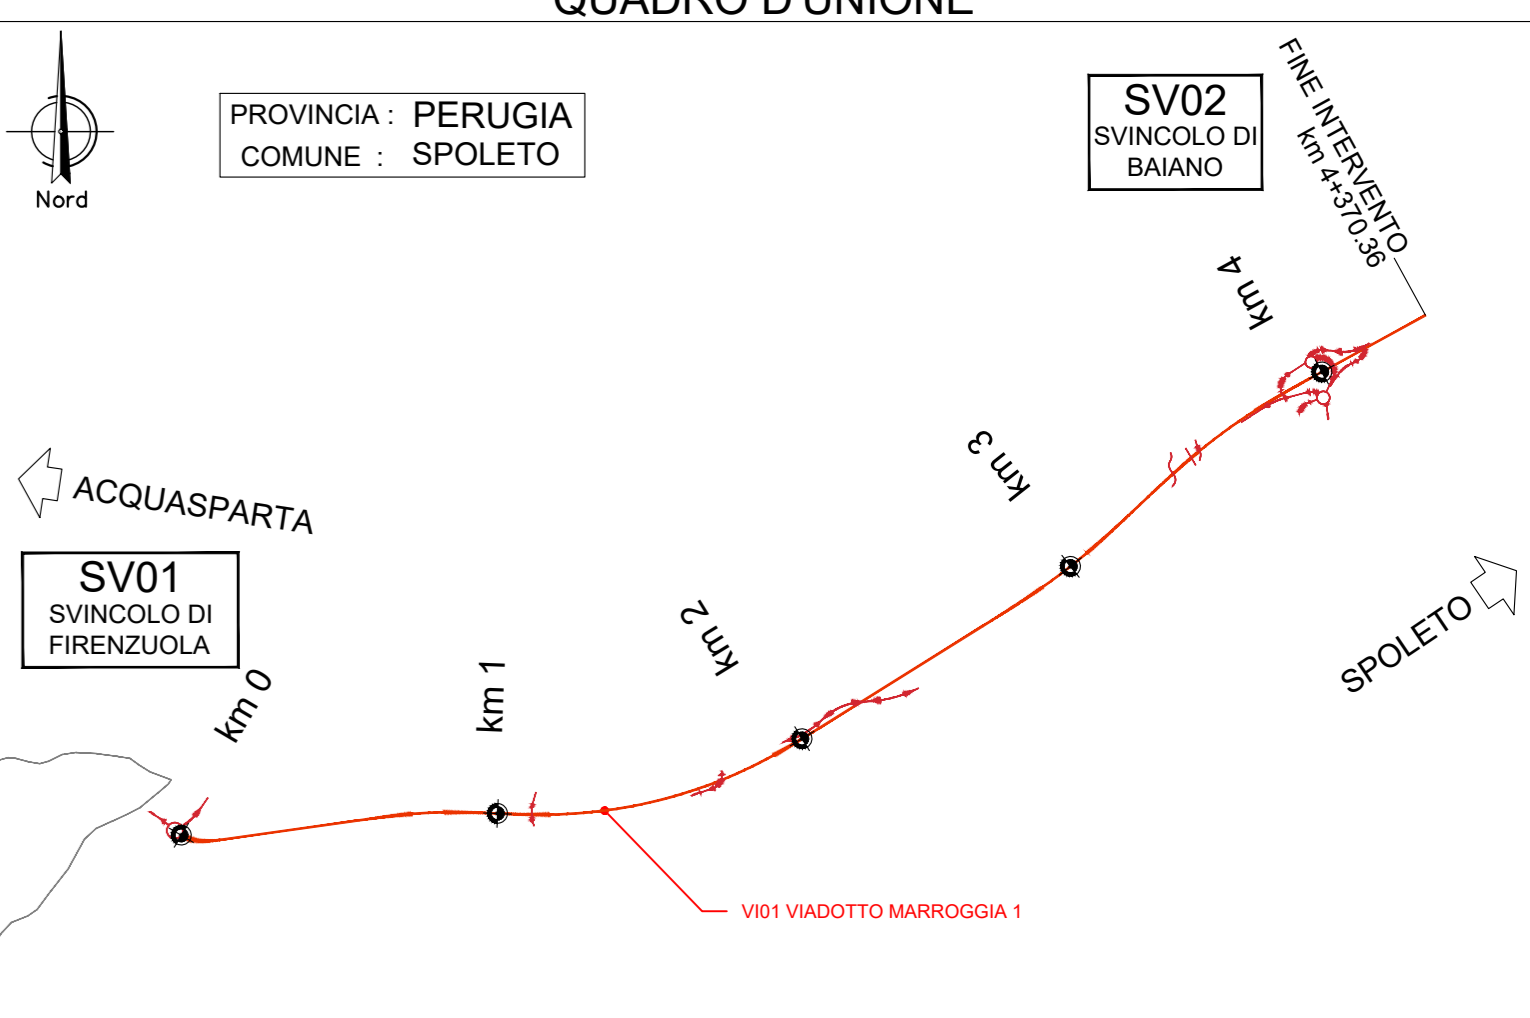 QUADRO D'UNIONE
Nord
PROVINCIA : PERUGIA
COMUNE : SPOLETO
SV02
SVINCOLO DI
BAIANO
FINE INTERVENTO
km 4+370.36
km 4
km 3
ACQUASPARTA
SV01
SVINCOLO DI
FIRENZUOLA
SPOLETO
km 2
km 1
km 0
VI01 VIADOTTO MARROGGIA 1